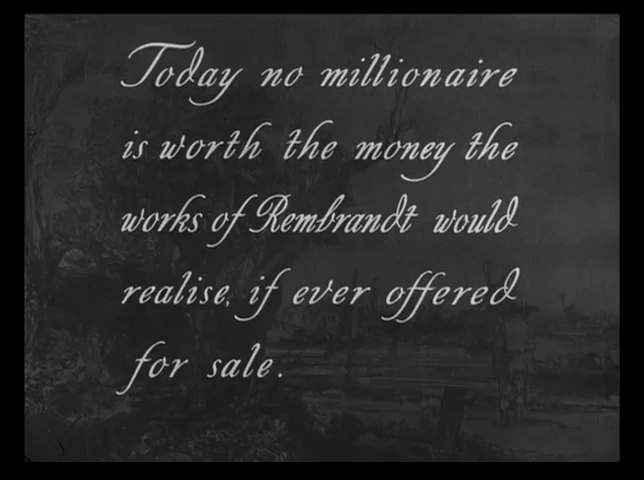 Today no millionaire
is worth the money the
works of Rembrandt would
realise, if ever offered
for sale.